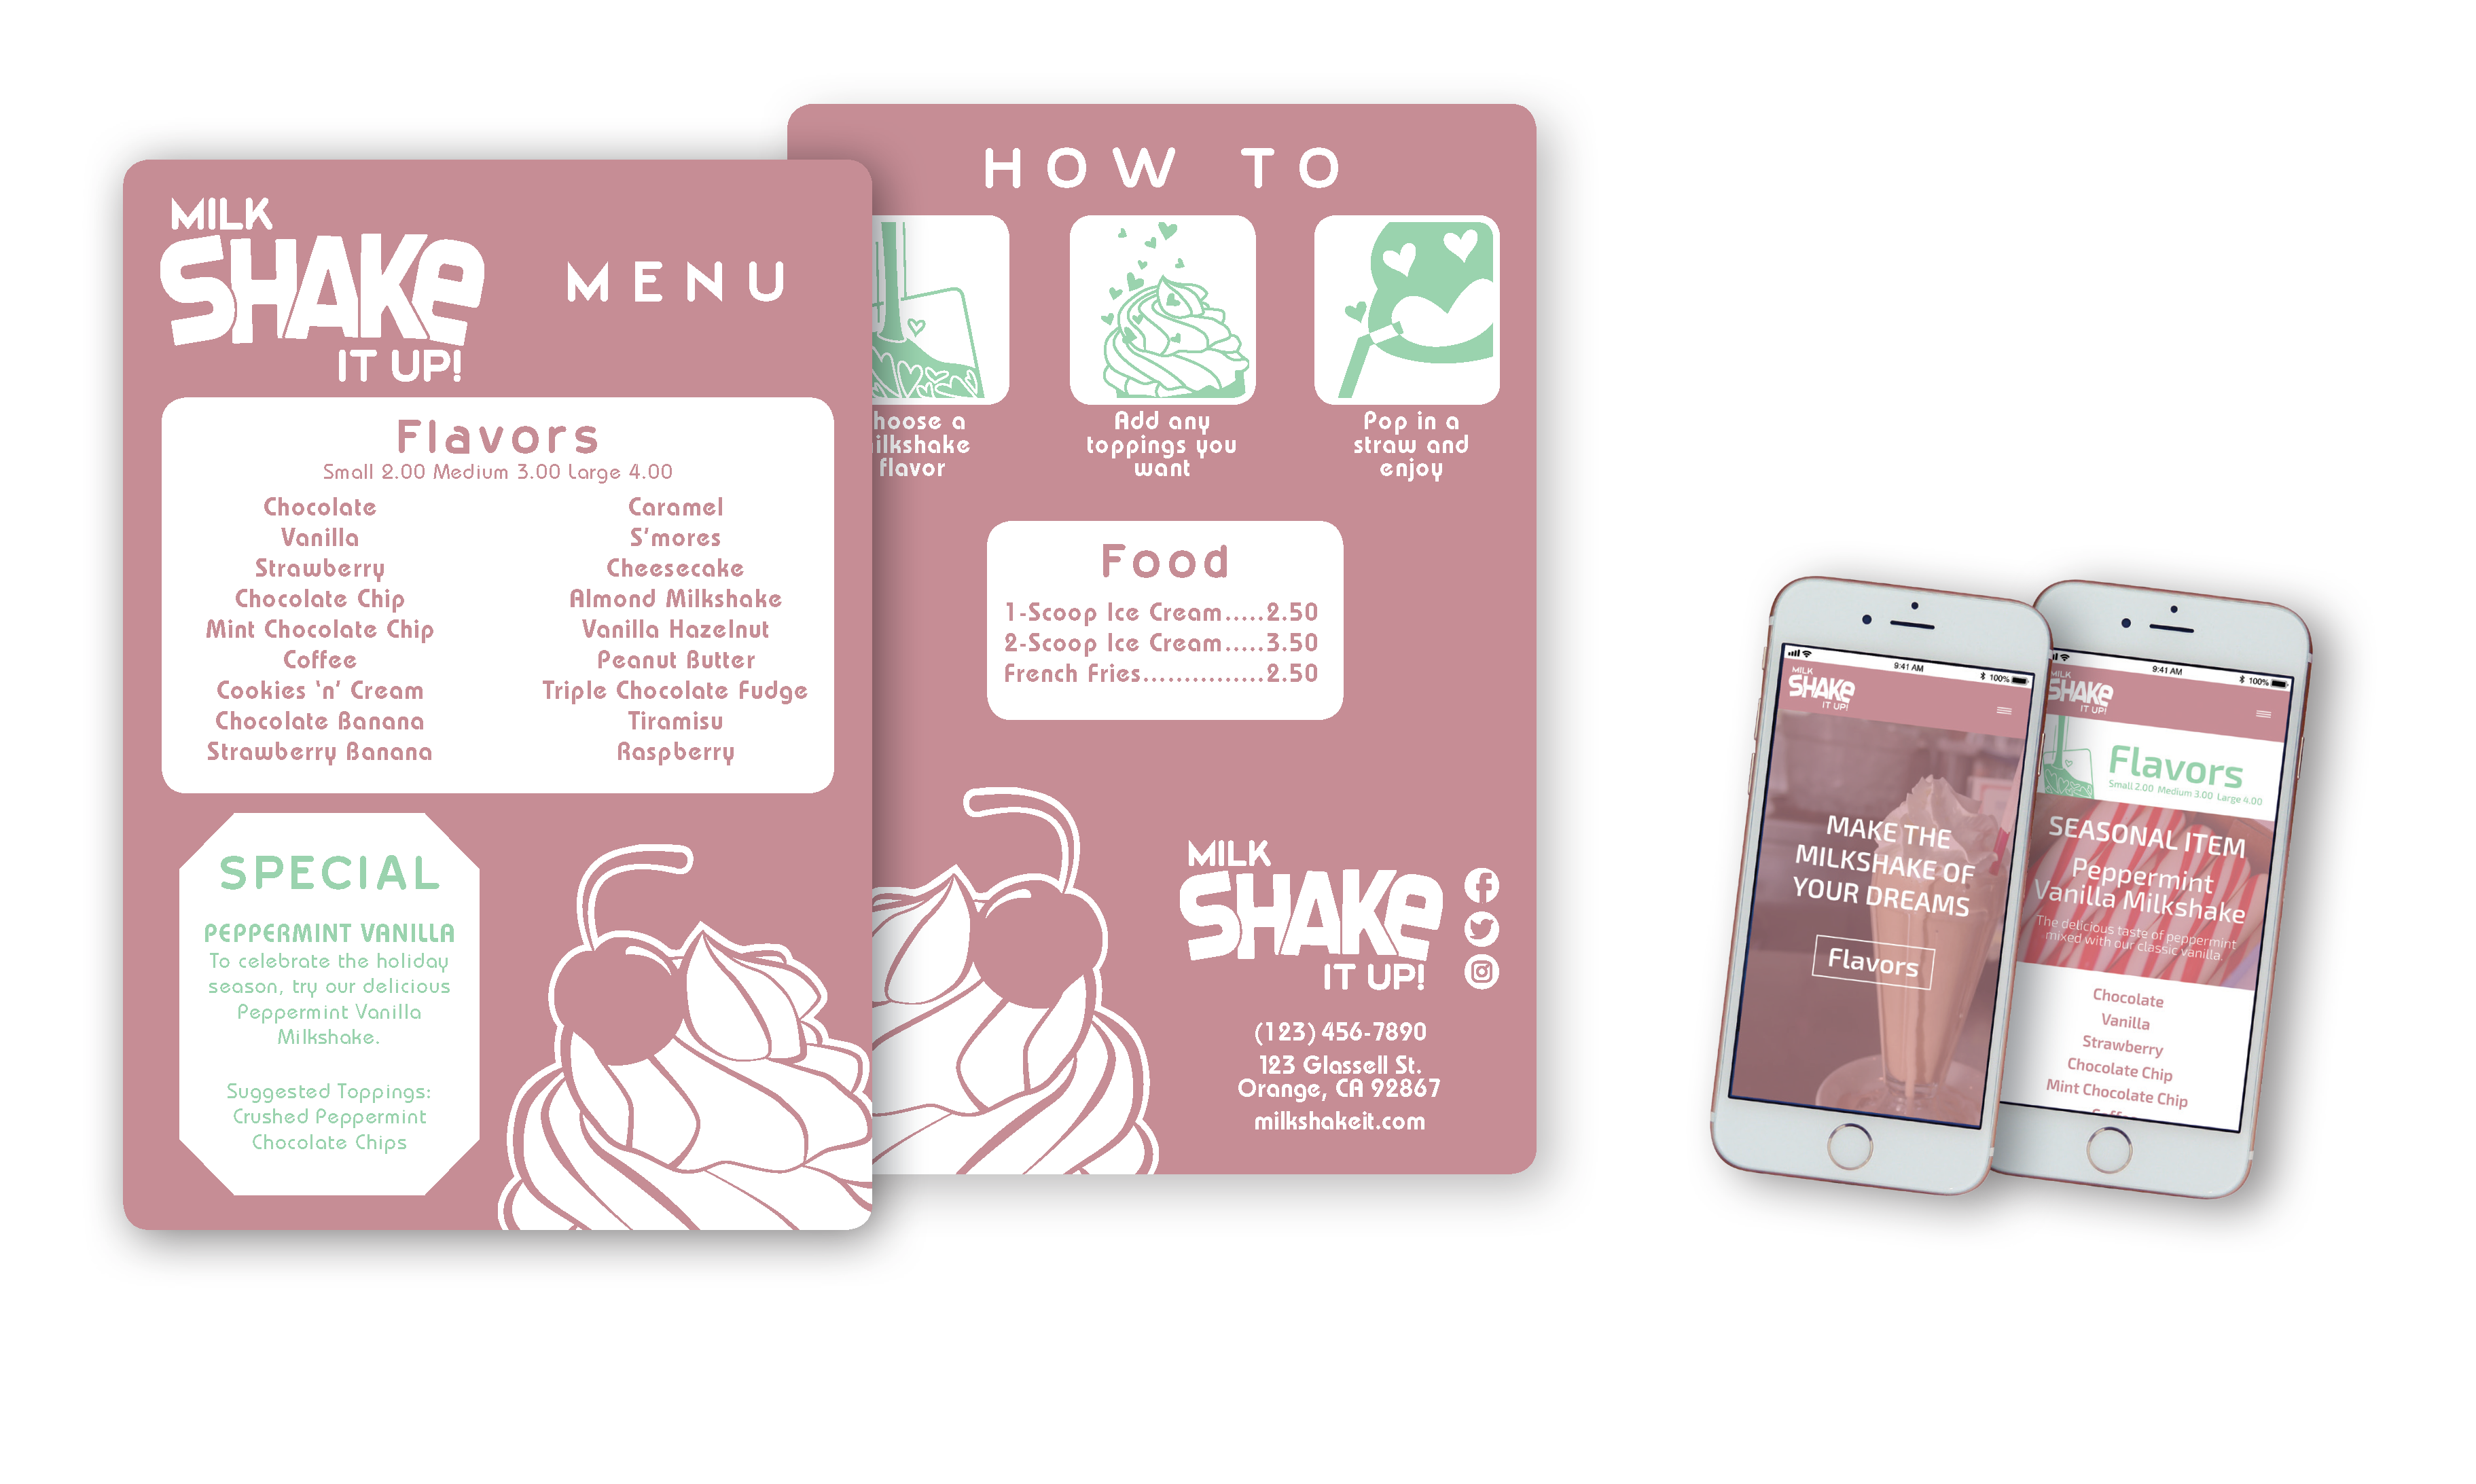 MILK
SHAKE
IT UP!
MENU
Flavors
Small 2.00 Medium 3.00 Large 4.00
Chocolate
Vanilla
Strawberry
Chocolate Chip
Mint Chocolate Chip
Coffee
Cookies ‘n’ Cream
Chocolate Banana
Strawberry Banana
Caramel
S’mores
Cheesecake
Almond Milkshake
Vanilla Hazelnut
Peanut Butter
Triple Chocolate Fudge
Tiramisu
Raspberry
SPECIAL
PEPPERMINT VANILLA
To celebrate the holiday
season, try our delicious
Peppermint Vanilla
Milkshake.
Suggested Toppings:
Crushed Peppermint
Chocolate Chips
HOW TO
hoose a
ilkshake
flavor
Add any
toppings you
want
Pop in a
straw and
enjoy
Food
1-Scoop Ice Cream.....2.50
2-Scoop Ice Cream.....3.50
French Fries...............2.50
MILK
SHAKE
IT UP!
(123) 456-7890
123 Glassell St.
Orange, CA 92867
milkshakeit.com
9:41 AM
100%
MILK
SHAKE
IT UP!
MAKE THE
MILKSHAKE OF
YOUR DREAMS
Flavors
9:41 AM
100%
MILK
SHAKE
IT UP!
Flavors
Small 2.00 Medium 3.00 Large 4.00
SEASONAL ITEM
Peppermint
Vanilla Milkshake
The delicious taste of peppermint
mixed with our classic vanilla.
Chocolate
Vanilla
Strawberry
Chocolate Chip
Mint Chocolate Chip